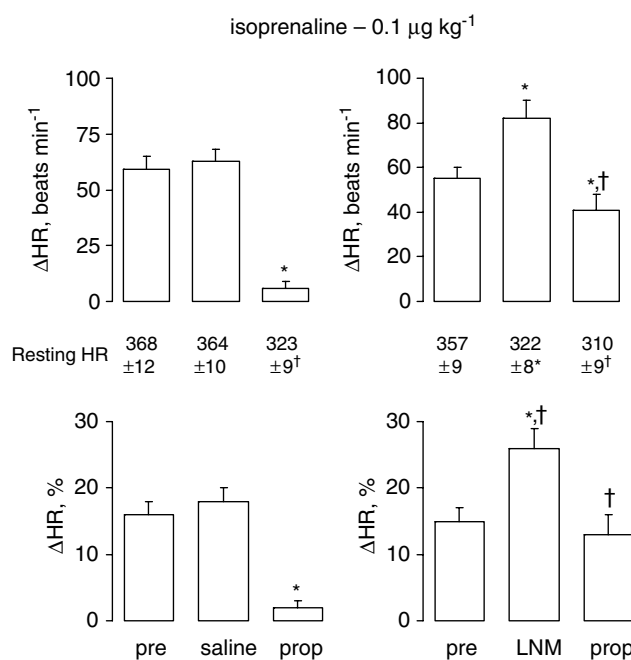 isoprenaline – 0.1 μg kg⁻¹
ΔHR, beats min⁻¹
100
75
50
25
0
*
ΔHR, beats min⁻¹
100
80
60
40
20
0
*
*,†
Resting HR
368 364 323
±12 ±10 ±9†
357 322 310
±9 ±8* ±9†
ΔHR, %
30
20
10
0
*
pre saline prop
ΔHR, %
30
20
10
0
*,†
†
pre LNM prop